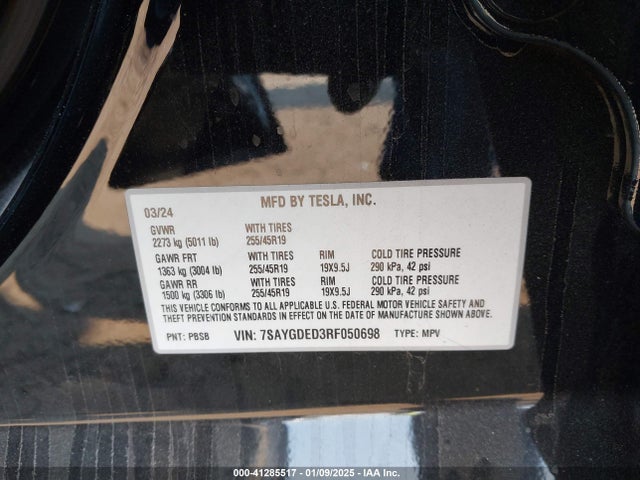 MFD BY TESLA, INC.
03/24
GVWR WITH TIRES
2273 kg (5011 lb) 255/45R19
GAWR FRT WITH TIRES RIM COLD TIRE PRESSURE
1363 kg (3004 lb) 255/45R19 19X9.5J 290 kPa, 42 psi
GAWR RR WITH TIRES RIM COLD TIRE PRESSURE
1500 kg (3306 lb) 255/45R19 19X9.5J 290 kPa, 42 psi
THIS VEHICLE CONFORMS TO ALL APPLICABLE U.S. FEDERAL MOTOR VEHICLE SAFETY AND
THEFT PREVENTION STANDARDS IN EFFECT ON THE DATE OF MANUFACTURE SHOWN ABOVE.
PNT: PBSB VIN: 7SAYGDED3RF050698 TYPE: MPV
000-41285517 - 01/09/2025 - IAA Inc.